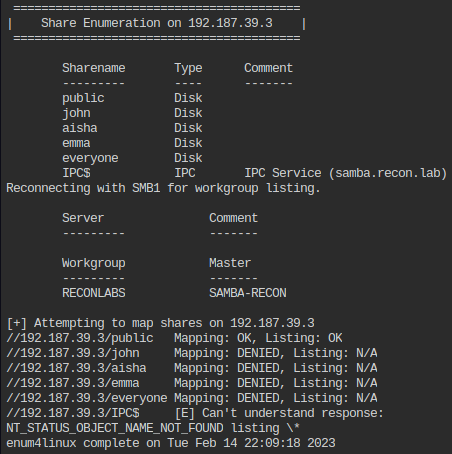 ===========================================
|    Share Enumeration on 192.187.39.3    |
===========================================
Sharename       Type      Comment
---------       ----      -------
public          Disk
john            Disk
aisha           Disk
emma            Disk
everyone        Disk
IPC$            IPC       IPC Service (samba.recon.lab)
Reconnecting with SMB1 for workgroup listing.
Server               Comment
---------            -------
Workgroup            Master
---------            -------
RECONLABS            SAMBA-RECON
[+] Attempting to map shares on 192.187.39.3
//192.187.39.3/public   Mapping: OK, Listing: OK
//192.187.39.3/john     Mapping: DENIED, Listing: N/A
//192.187.39.3/aisha    Mapping: DENIED, Listing: N/A
//192.187.39.3/emma     Mapping: DENIED, Listing: N/A
//192.187.39.3/everyone Mapping: DENIED, Listing: N/A
//192.187.39.3/IPC$     [E] Can't understand response:
NT_STATUS_OBJECT_NAME_NOT_FOUND listing \*
enum4linux complete on Tue Feb 14 22:09:18 2023